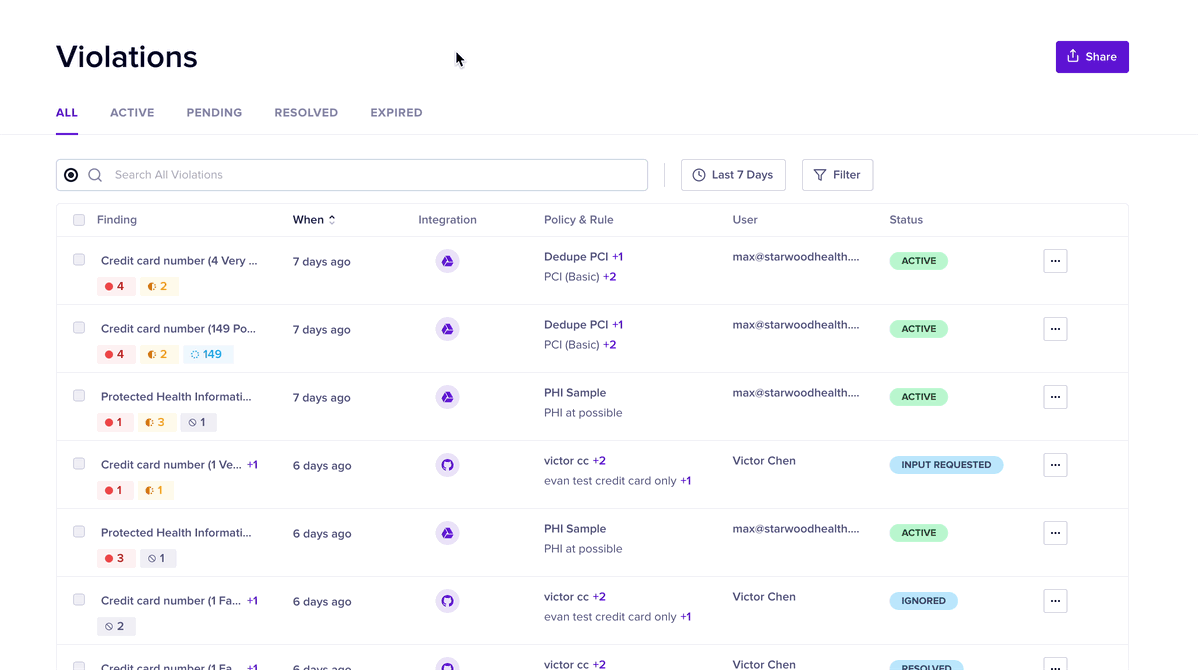 Violations
Share
ALL ACTIVE PENDING RESOLVED EXPIRED
Search All Violations Last 7 Days Filter
Finding When Integration Policy & Rule User Status
Credit card number (4 Very ... 7 days ago Dedupe PCI +1 max@starwoodhealth.... ACTIVE
PCI (Basic) +2
4 2
Credit card number (149 Po... 7 days ago Dedupe PCI +1 max@starwoodhealth.... ACTIVE
PCI (Basic) +2
4 2 149
Protected Health Informati... 7 days ago PHI Sample max@starwoodhealth.... ACTIVE
PHI at possible
1 3 1
Credit card number (1 Ve... +1 6 days ago victor cc +2 Victor Chen INPUT REQUESTED
evan test credit card only +1
1 1
Protected Health Informati... 6 days ago PHI Sample max@starwoodhealth.... ACTIVE
PHI at possible
3 1
Credit card number (1 Fa... +1 6 days ago victor cc +2 Victor Chen IGNORED
evan test credit card only +1
2
Credit card number (1 Fa... +1 6 days ago victor cc +2 Victor Chen RESOLVED